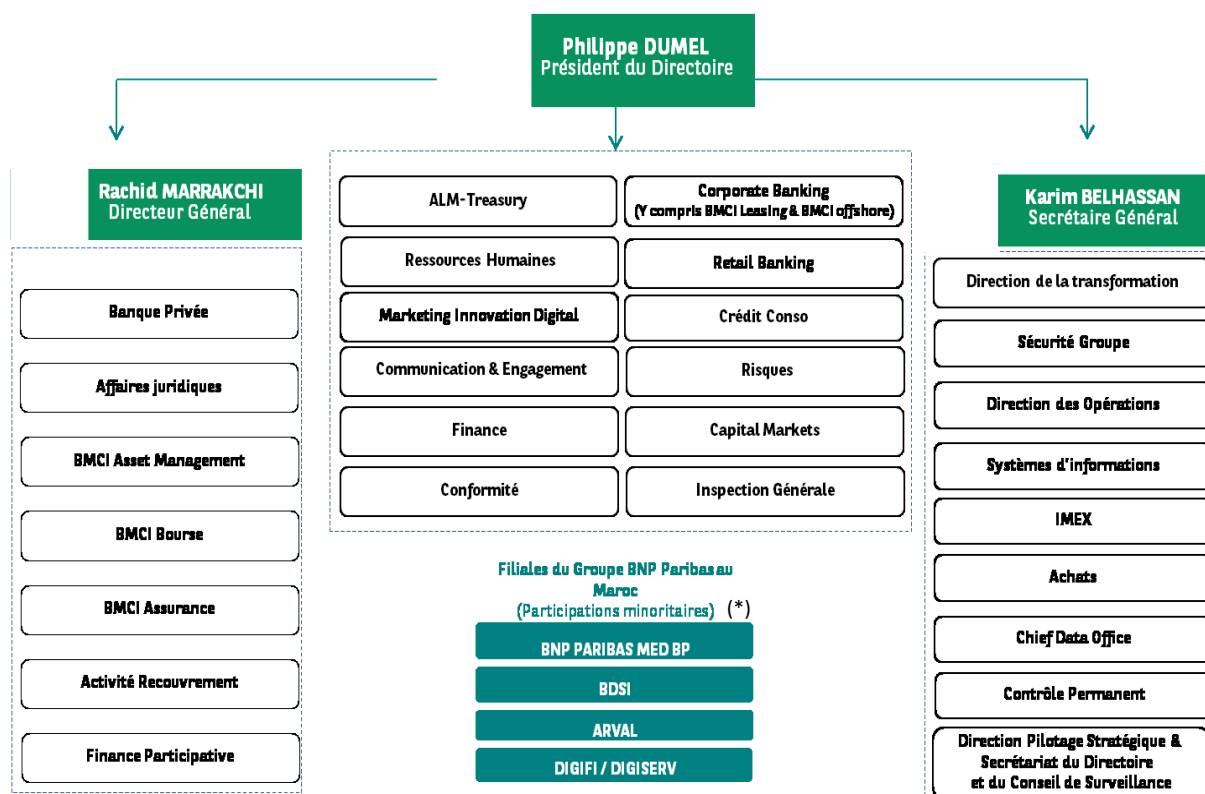 Philippe DUMEL
Président du Directoire
Rachid MARRAKCHI
Directeur Général
Banque Privée
Affaires juridiques
BMCI Asset Management
BMCI Bourse
BMCI Assurance
Activité Recouvrement
Finance Participative
ALM-Treasury
Corporate Banking
(Y compris BMCI Leasing & BMCI offshore)
Ressources Humaines
Retail Banking
Marketing Innovation Digital
Crédit Conso
Communication & Engagement
Risques
Finance
Capital Markets
Conformité
Inspection Générale
Filiales du Groupe BNP Paribas au
Maroc
(Participations minoritaires) (*)
BNP PARIBAS MED BP
BDSI
ARVAL
DIGIFI / DIGISERV
Karim BELHASSAN
Secrétaire Général
Direction de la transformation
Sécurité Groupe
Direction des Opérations
Systèmes d'informations
IMEX
Achats
Chief Data Office
Contrôle Permanent
Direction Pilotage Stratégique &
Secrétariat du Directoire
et du Conseil de Surveillance